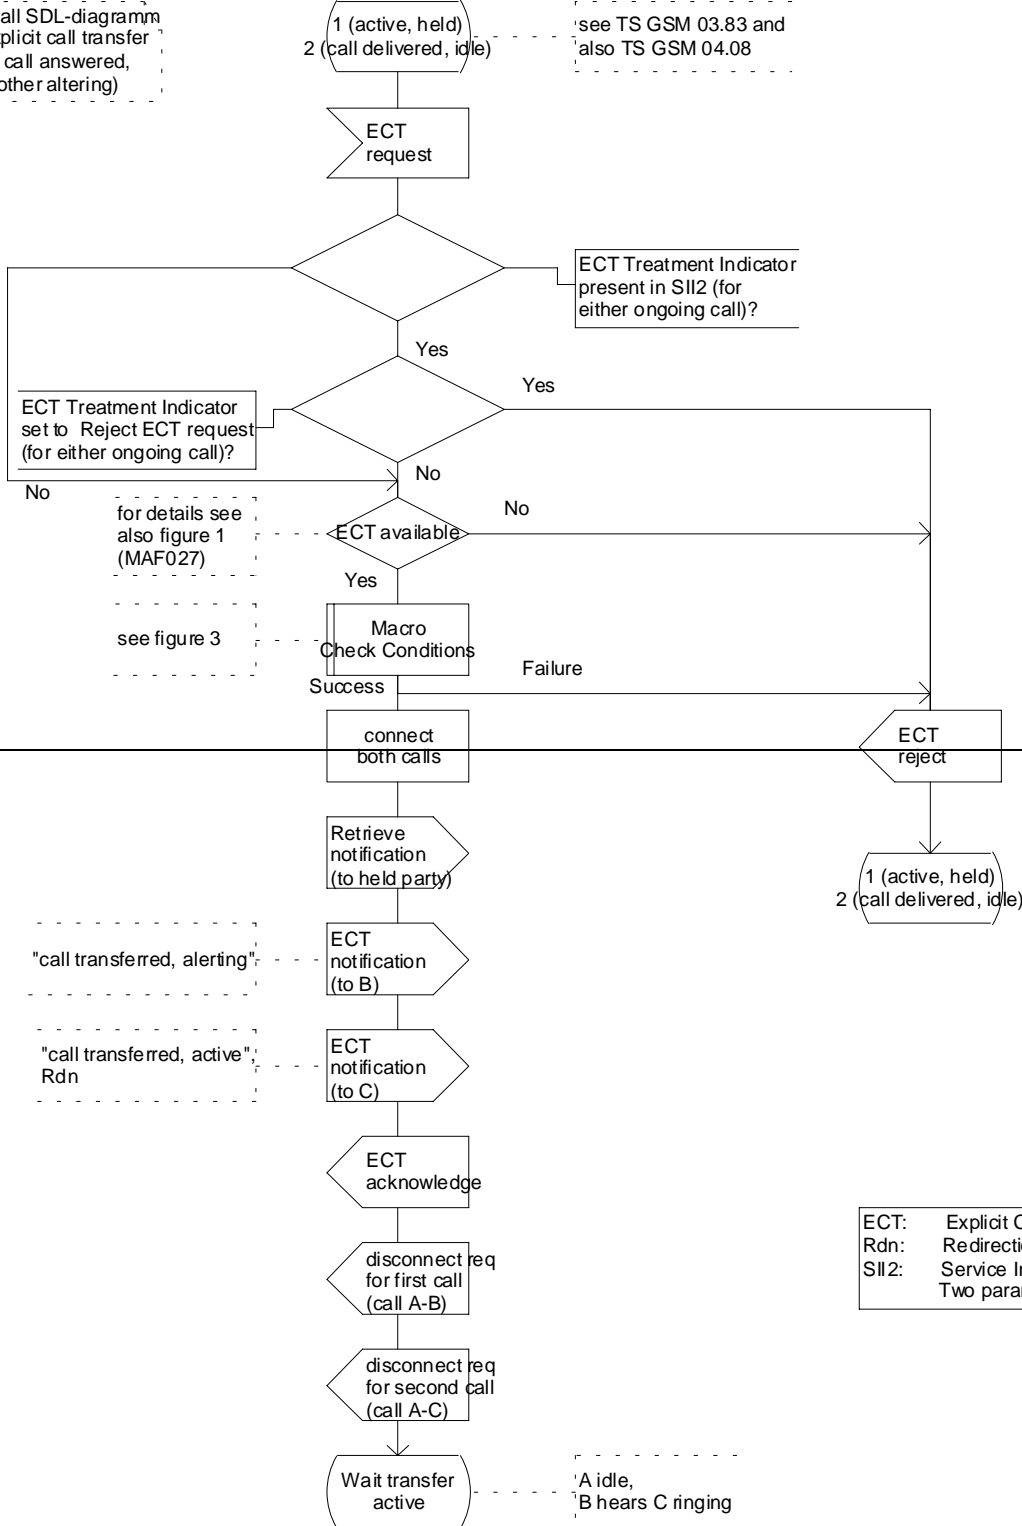 all SDL-diagramm
plicit call transfer
call answered,
other altering)
1 (active, held)
2 (call delivered, idle)
see TS GSM 03.83 and
also TS GSM 04.08
ECT
request
ECT Treatment Indicator
present in SII2 (for
either ongoing call)?
Yes
Yes
ECT Treatment Indicator
set to Reject ECT request
(for either ongoing call)?
No
No
for details see
also figure 1
(MAF027)
ECT available
No
Yes
see figure 3
Macro
Check Conditions
Success
Failure
connect
both calls
ECT
reject
Retrieve
notification
(to held party)
1 (active, held)
2 (call delivered, idle)
"call transferred, alerting"
ECT
notification
(to B)
"call transferred, active",
Rdn
ECT
notification
(to C)
ECT
acknowledge
ECT: Explicit C
Rdn: Redirecti
SII2: Service I
Two para
disconnect req
for first call
(call A-B)
disconnect req
for second call
(call A-C)
Wait transfer
active
A idle,
B hears C ringing